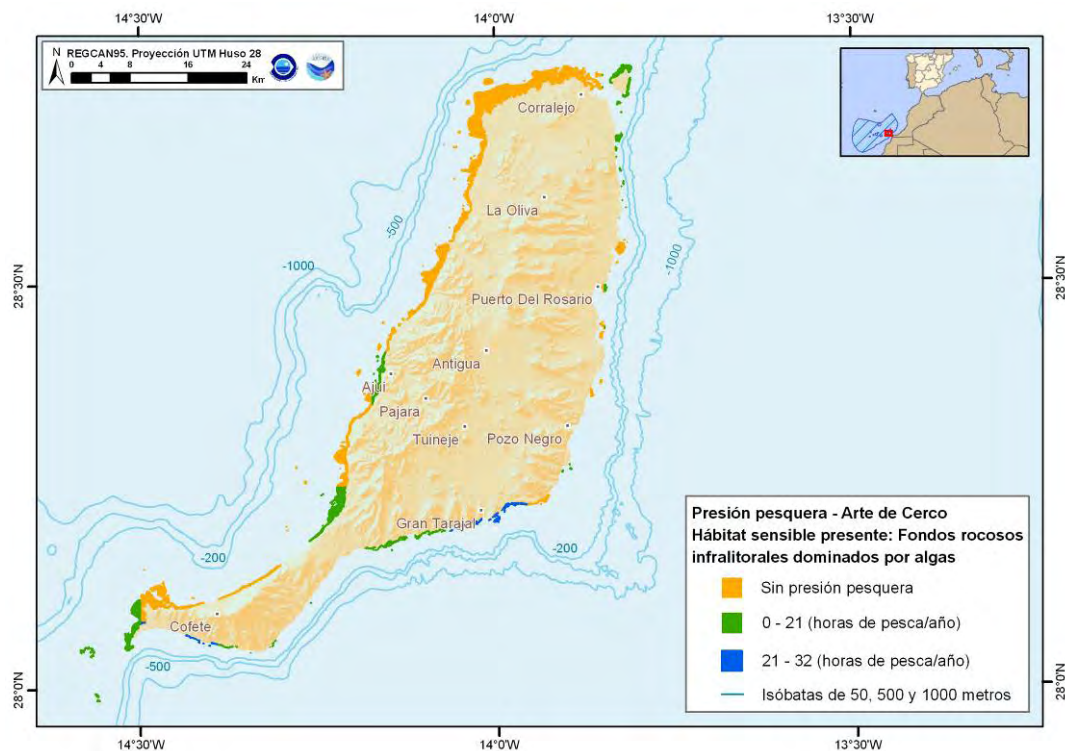 14°30'W
14°0'W
13°30'W
N
REGCAN95. Proyección UTM Huso 28
0 4 8 16 24
Km
Corralejo
-500
La Oliva
-1000
-1000
28°30'N
28°30'N
Puerto Del Rosario
Antigua
Ajui
Pajara
Tuineje
Pozo Negro
Gran Tarajal
-200
-200
Cofete
-500
28°0'N
28°0'N
Presión pesquera - Arte de Cerco
Hábitat sensible presente: Fondos rocosos
infralitorales dominados por algas
Sin presión pesquera
0 - 21 (horas de pesca/año)
21 - 32 (horas de pesca/año)
Isóbatas de 50, 500 y 1000 metros
14°30'W
14°0'W
13°30'W